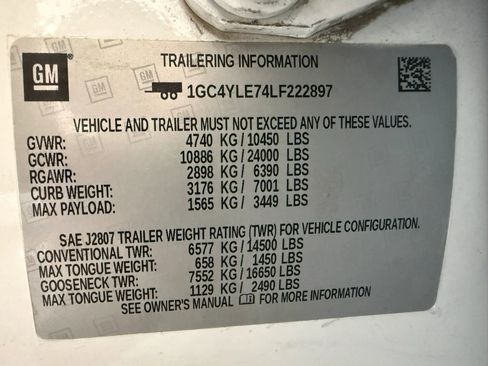 GM
TRAILERING INFORMATION
1GC4YLE74LF222897
VEHICLE AND TRAILER MUST NOT EXCEED ANY OF THESE VALUES.
GVWR: 4740 KG/10450 LBS
GCWR: 10886 KG/24000 LBS
RGAWR: 2898 KG/ 6390 LBS
CURB WEIGHT: 3176 KG/ 7001 LBS
MAX PAYLOAD: 1565 KG/ 3449 LBS
SAE J2807 TRAILER WEIGHT RATING (TWR) FOR VEHICLE CONFIGURATION.
CONVENTIONAL TWR: 6577 KG/14500 LBS
MAX TONGUE WEIGHT: 658 KG/ 1450 LBS
GOOSENECK TWR: 7552 KG/16650 LBS
MAX TONGUE WEIGHT: 1129 KG/ 2490 LBS
SEE OWNER'S MANUAL FOR MORE INFORMATION